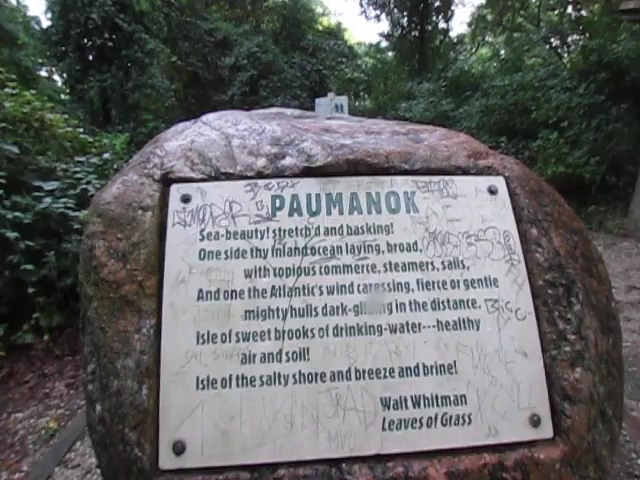 PAUMANOK
Sea-beauty! stretch'd and basking!
One side thy inland ocean laving, broad,
with copious commerce, steamers, sails,
And one the Atlantic's wind caressing, fierce or gentle
mighty hulls dark-gliding in the distance.
Isle of sweet brooks of drinking-water---healthy
air and soil!
Isle of the salty shore and breeze and brine!
Walt Whitman
Leaves of Grass